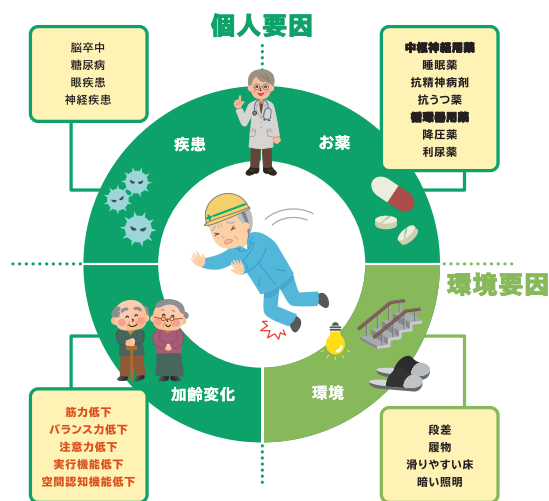 個人要因
脳卒中
糖尿病
眼疾患
神経疾患
中枢神経用薬
睡眠薬
抗精神病剤
抗うつ薬
循環器用薬
降圧薬
利尿薬
疾患
お薬
環境要因
加齢変化
環境
筋力低下
バランス力低下
注意力低下
実行機能低下
空間認知機能低下
段差
履物
滑りやすい床
暗い照明